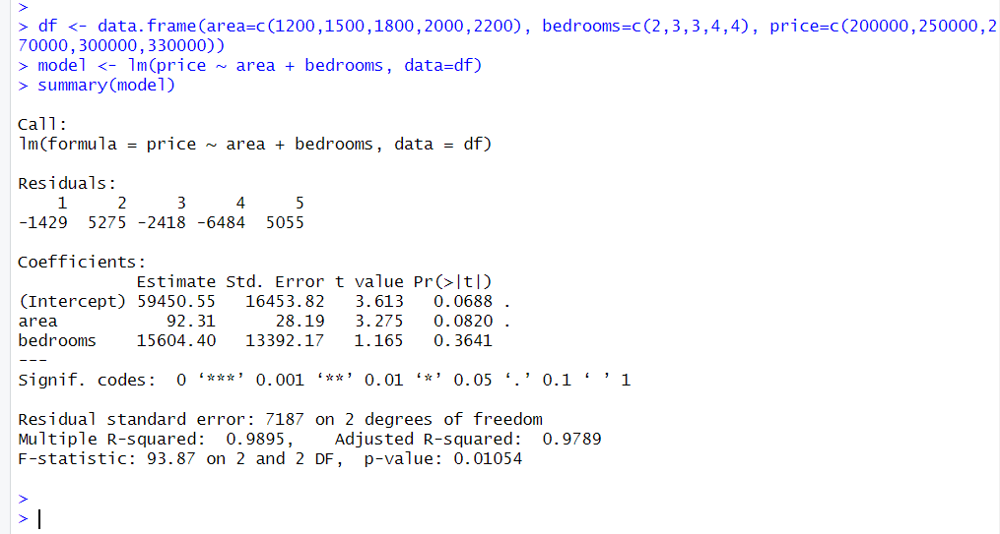 >
> df <- data.frame(area=c(1200,1500,1800,2000,2200), bedrooms=c(2,3,3,4,4), price=c(200000,250000,2
70000,300000,330000))
> model <- lm(price ~ area + bedrooms, data=df)
> summary(model)

Call:
lm(formula = price ~ area + bedrooms, data = df)

Residuals:
    1     2     3     4     5
-1429  5275 -2418 -6484  5055

Coefficients:
            Estimate Std. Error t value Pr(>|t|)
(Intercept) 59450.55   16453.82   3.613   0.0688 .
area           92.31      28.19   3.275   0.0820 .
bedrooms    15604.40   13392.17   1.165   0.3641
---
Signif. codes:  0 ‘***’ 0.001 ‘**’ 0.01 ‘*’ 0.05 ‘.’ 0.1 ‘ ’ 1

Residual standard error: 7187 on 2 degrees of freedom
Multiple R-squared:  0.9895,    Adjusted R-squared:  0.9789
F-statistic: 93.87 on 2 and 2 DF,  p-value: 0.01054

>
>